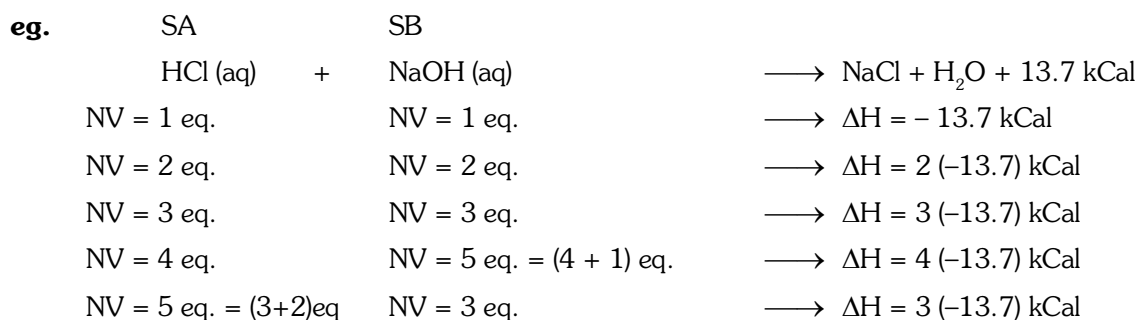 eg. SA SB
HCl (aq) + NaOH (aq) ⟶ NaCl + H₂O + 13.7 kCal
NV = 1 eq. NV = 1 eq. ⟶ ΔH = – 13.7 kCal
NV = 2 eq. NV = 2 eq. ⟶ ΔH = 2 (–13.7) kCal
NV = 3 eq. NV = 3 eq. ⟶ ΔH = 3 (–13.7) kCal
NV = 4 eq. NV = 5 eq. = (4 + 1) eq. ⟶ ΔH = 4 (–13.7) kCal
NV = 5 eq. = (3+2)eq NV = 3 eq. ⟶ ΔH = 3 (–13.7) kCal